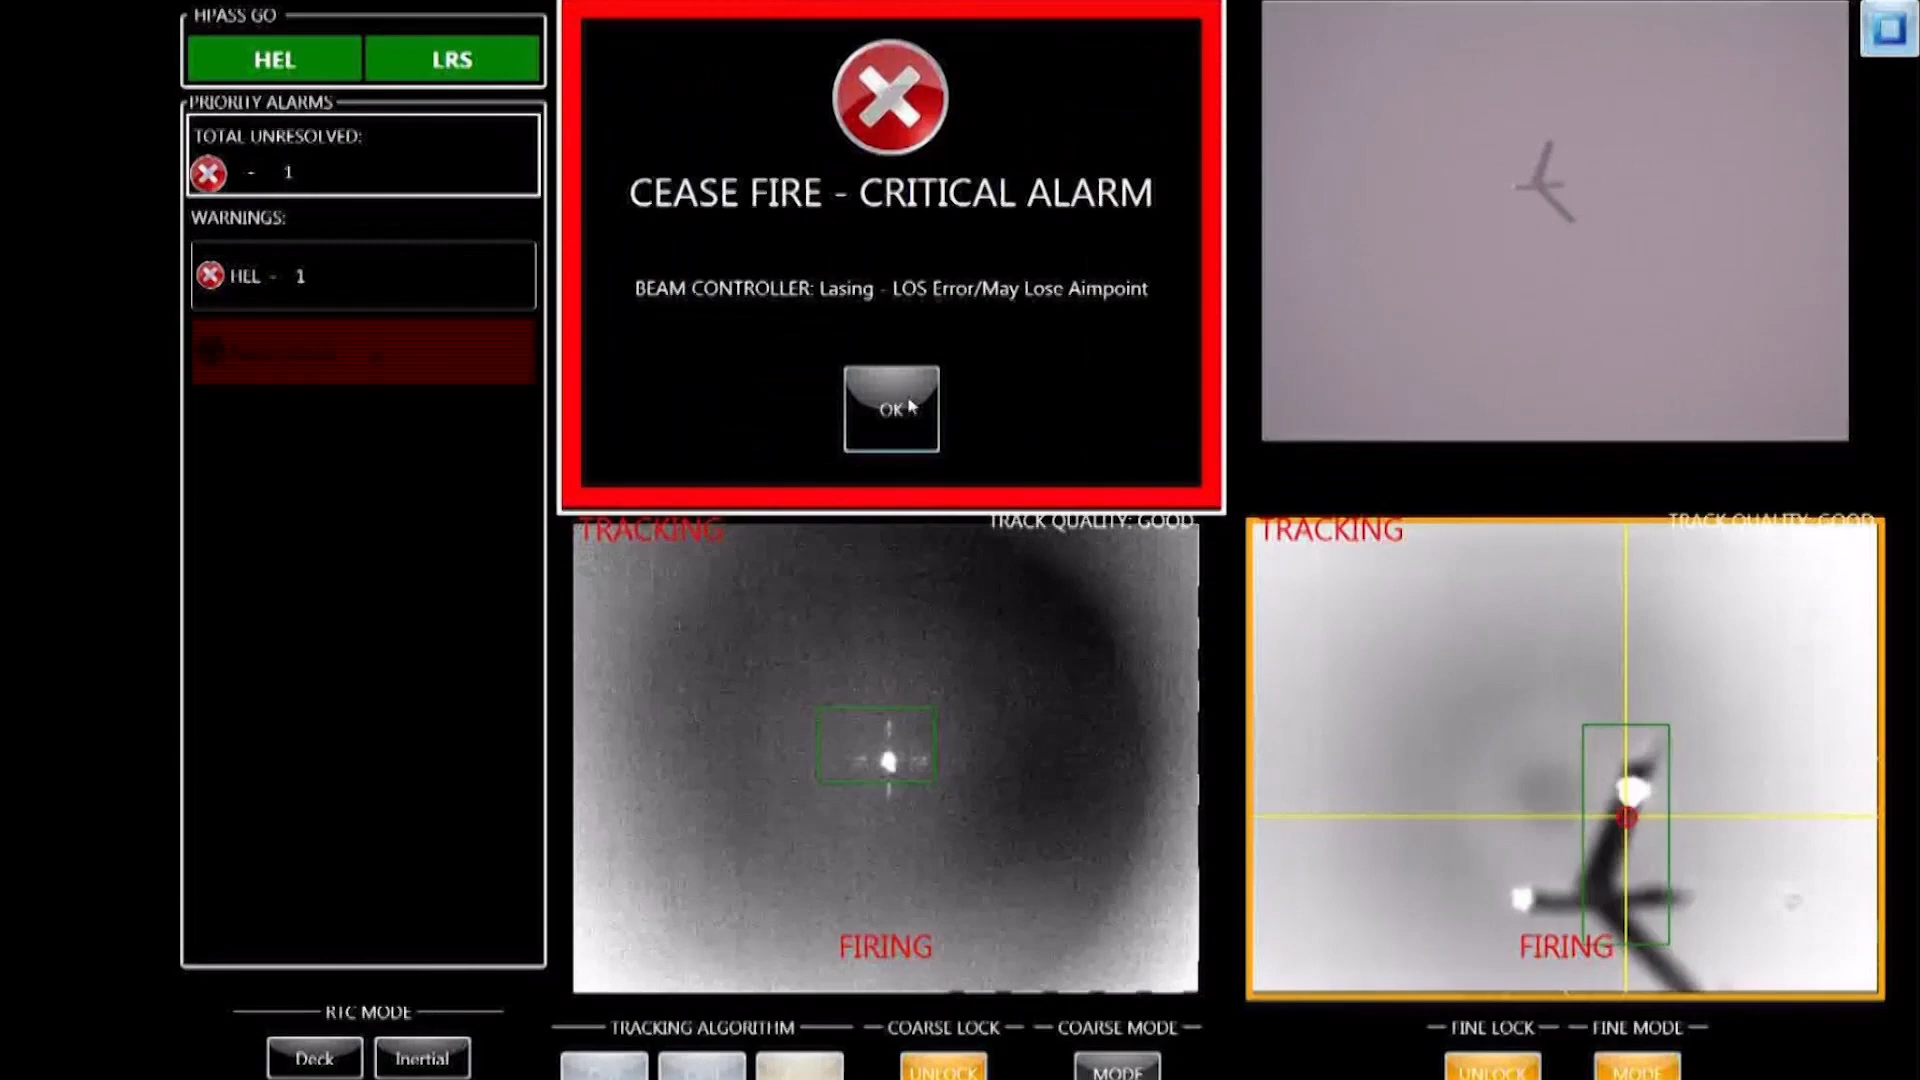 HPASS GO
HEL
LRS
PRIORITY ALARMS
TOTAL UNRESOLVED:
- 1
WARNINGS:
HEL - 1
CEASE FIRE - CRITICAL ALARM
BEAM CONTROLLER: Lasing - LOS Error/May Lose Aimpoint
OK
TRACKING
TRACK QUALITY: GOOD
FIRING
TRACKING
TRACK QUALITY: GOOD
FIRING
RTC MODE
Deck
Inertial
TRACKING ALGORITHM
COARSE LOCK
UNLOCK
COARSE MODE
MODE
FINE LOCK
UNLOCK
FINE MODE
MODE